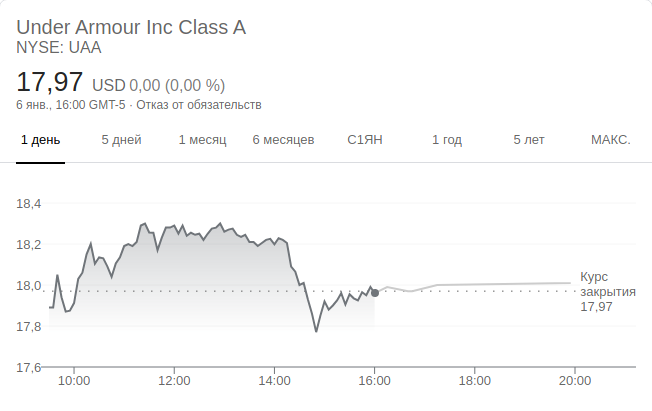 Under Armour Inc Class A
NYSE: UAA
17,97 USD 0,00 (0,00 %)
6 янв., 16:00 GMT-5 · Отказ от обязательств
1 день 5 дней 1 месяц 6 месяцев С1ЯН 1 год 5 лет МАКС.
18,4
18,2
18,0
17,8
17,6
Курс
закрытия
17,97
10:00 12:00 14:00 16:00 18:00 20:00